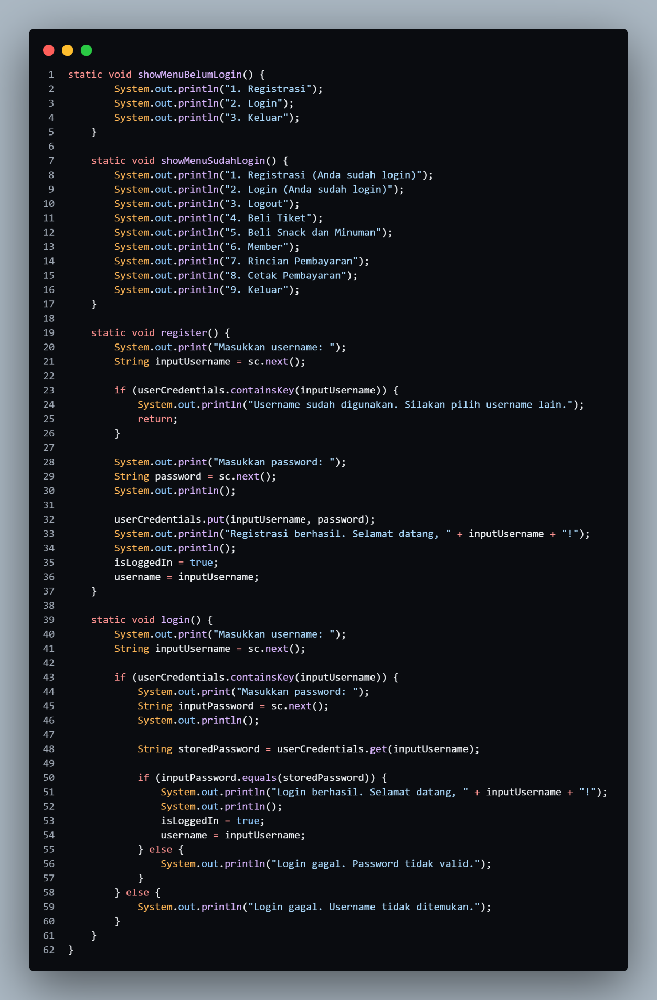 1 static void showMenuBelumLogin() {
2         System.out.println("1. Registrasi");
3         System.out.println("2. Login");
4         System.out.println("3. Keluar");
5     }
6
7     static void showMenuSudahLogin() {
8         System.out.println("1. Registrasi (Anda sudah login)");
9         System.out.println("2. Login (Anda sudah login)");
10         System.out.println("3. Logout");
11         System.out.println("4. Beli Tiket");
12         System.out.println("5. Beli Snack dan Minuman");
13         System.out.println("6. Member");
14         System.out.println("7. Rincian Pembayaran");
15         System.out.println("8. Cetak Pembayaran");
16         System.out.println("9. Keluar");
17     }
18
19     static void register() {
20         System.out.print("Masukkan username: ");
21         String inputUsername = sc.next();
22
23         if (userCredentials.containsKey(inputUsername)) {
24             System.out.println("Username sudah digunakan. Silakan pilih username lain.");
25             return;
26         }
27
28         System.out.print("Masukkan password: ");
29         String password = sc.next();
30         System.out.println();
31
32         userCredentials.put(inputUsername, password);
33         System.out.println("Registrasi berhasil. Selamat datang, " + inputUsername + "!");
34         System.out.println();
35         isLoggedIn = true;
36         username = inputUsername;
37     }
38
39     static void login() {
40         System.out.print("Masukkan username: ");
41         String inputUsername = sc.next();
42
43         if (userCredentials.containsKey(inputUsername)) {
44             System.out.print("Masukkan password: ");
45             String inputPassword = sc.next();
46             System.out.println();
47
48             String storedPassword = userCredentials.get(inputUsername);
49
50             if (inputPassword.equals(storedPassword)) {
51                 System.out.println("Login berhasil. Selamat datang, " + inputUsername + "!");
52                 System.out.println();
53                 isLoggedIn = true;
54                 username = inputUsername;
55             } else {
56                 System.out.println("Login gagal. Password tidak valid.");
57             }
58         } else {
59             System.out.println("Login gagal. Username tidak ditemukan.");
60         }
61     }
62 }